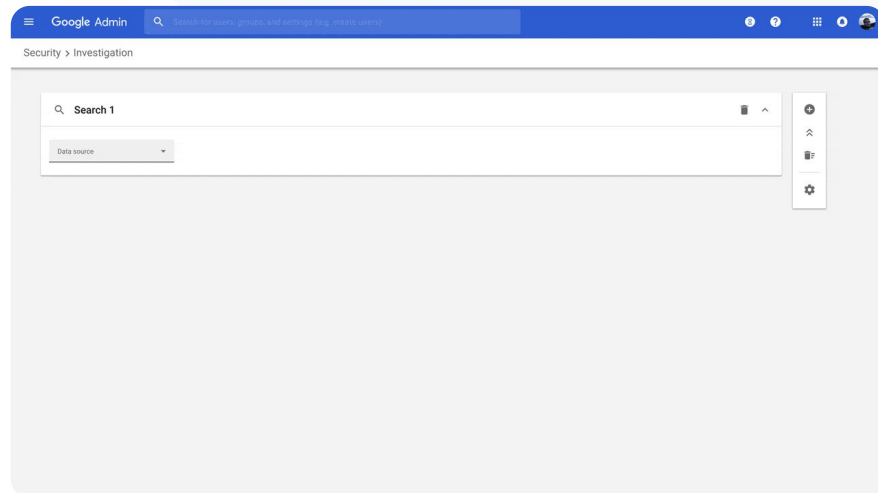 Google Admin
Search for users, groups, and settings (e.g. create users)
Security > Investigation
Search 1
Data source